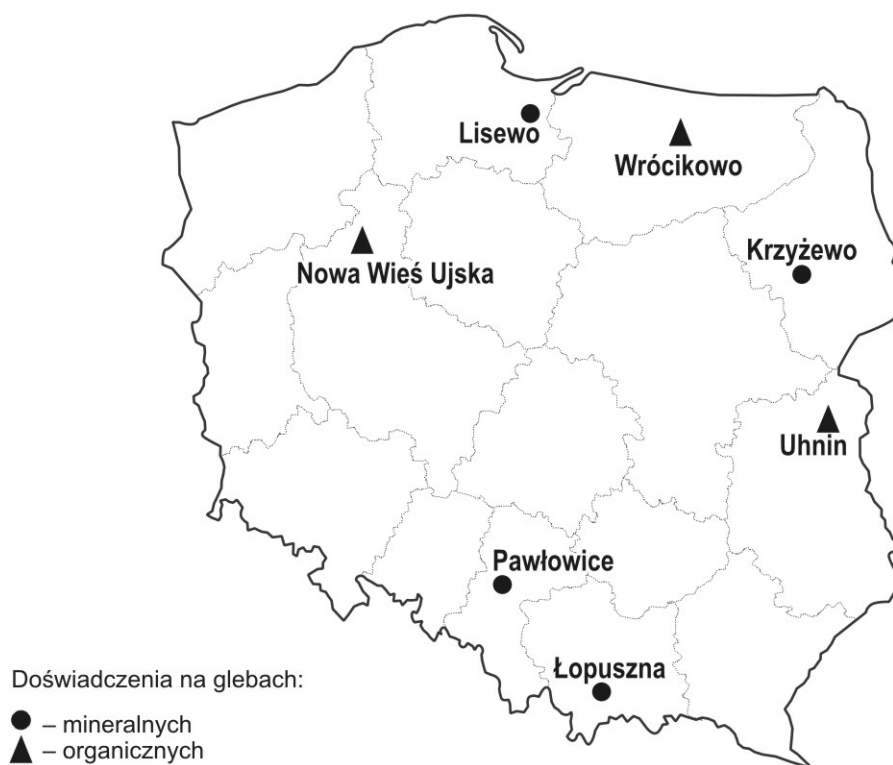 Lisewo
Wrócikowo
Krzyżewo
Nowa Wieś Ujska
Uhnin
Pawłowice
Łopuszna
Doświadczenia na glebach:
– mineralnych
– organicznych